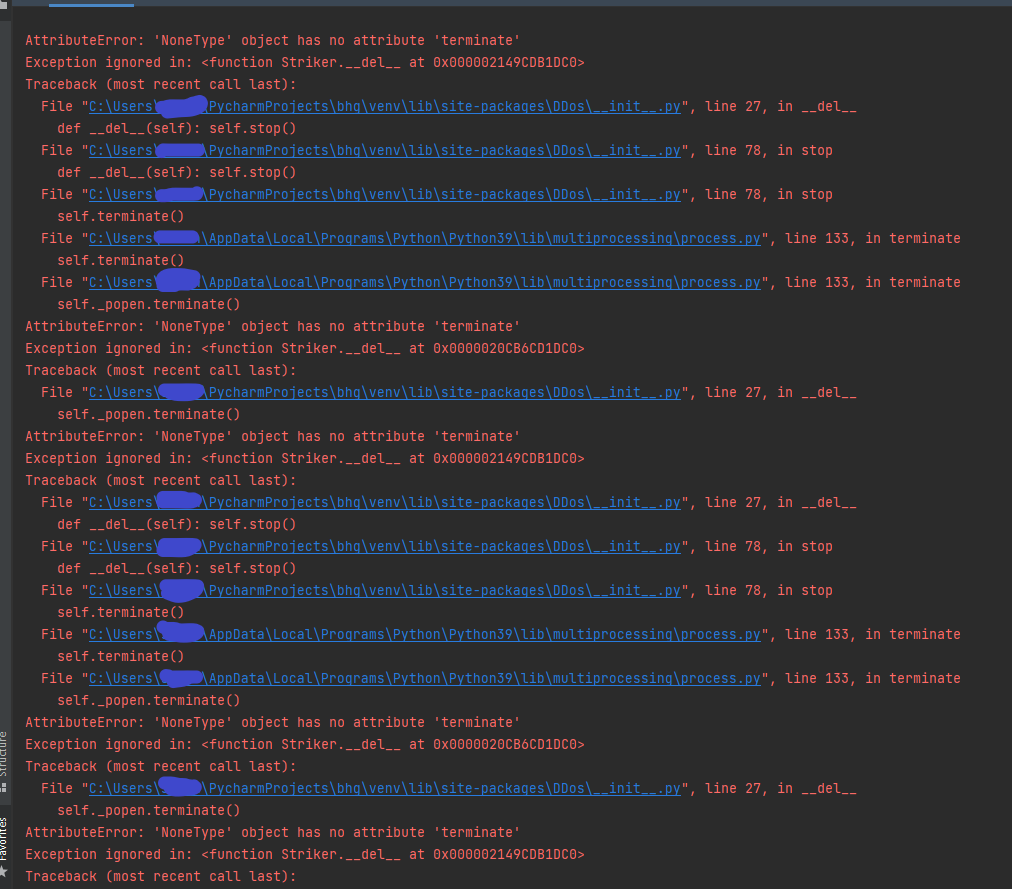 AttributeError: 'NoneType' object has no attribute 'terminate'
Exception ignored in: <function Striker.__del__ at 0x000002149CDB1DC0>
Traceback (most recent call last):
File "C:\Users\ \PycharmProjects\bhq\venv\lib\site-packages\DDos\__init__.py", line 27, in __del__
def __del__(self): self.stop()
File "C:\Users\ \PycharmProjects\bhq\venv\lib\site-packages\DDos\__init__.py", line 78, in stop
def __del__(self): self.stop()
File "C:\Users\ \PycharmProjects\bhq\venv\lib\site-packages\DDos\__init__.py", line 78, in stop
self.terminate()
File "C:\Users\ \AppData\Local\Programs\Python\Python39\lib\multiprocessing\process.py", line 133, in terminate
self.terminate()
File "C:\Users\ \AppData\Local\Programs\Python\Python39\lib\multiprocessing\process.py", line 133, in terminate
self._popen.terminate()
AttributeError: 'NoneType' object has no attribute 'terminate'
Exception ignored in: <function Striker.__del__ at 0x0000020CB6CD1DC0>
Traceback (most recent call last):
File "C:\Users\ \PycharmProjects\bhq\venv\lib\site-packages\DDos\__init__.py", line 27, in __del__
self._popen.terminate()
AttributeError: 'NoneType' object has no attribute 'terminate'
Exception ignored in: <function Striker.__del__ at 0x000002149CDB1DC0>
Traceback (most recent call last):
File "C:\Users\ \PycharmProjects\bhq\venv\lib\site-packages\DDos\__init__.py", line 27, in __del__
def __del__(self): self.stop()
File "C:\Users\ \PycharmProjects\bhq\venv\lib\site-packages\DDos\__init__.py", line 78, in stop
def __del__(self): self.stop()
File "C:\Users\ \PycharmProjects\bhq\venv\lib\site-packages\DDos\__init__.py", line 78, in stop
self.terminate()
File "C:\Users\ \AppData\Local\Programs\Python\Python39\lib\multiprocessing\process.py", line 133, in terminate
self.terminate()
File "C:\Users\ \AppData\Local\Programs\Python\Python39\lib\multiprocessing\process.py", line 133, in terminate
self._popen.terminate()
AttributeError: 'NoneType' object has no attribute 'terminate'
Exception ignored in: <function Striker.__del__ at 0x0000020CB6CD1DC0>
Traceback (most recent call last):
File "C:\Users\ \PycharmProjects\bhq\venv\lib\site-packages\DDos\__init__.py", line 27, in __del__
self._popen.terminate()
AttributeError: 'NoneType' object has no attribute 'terminate'
Exception ignored in: <function Striker.__del__ at 0x000002149CDB1DC0>
Traceback (most recent call last):
Structure
Favorites